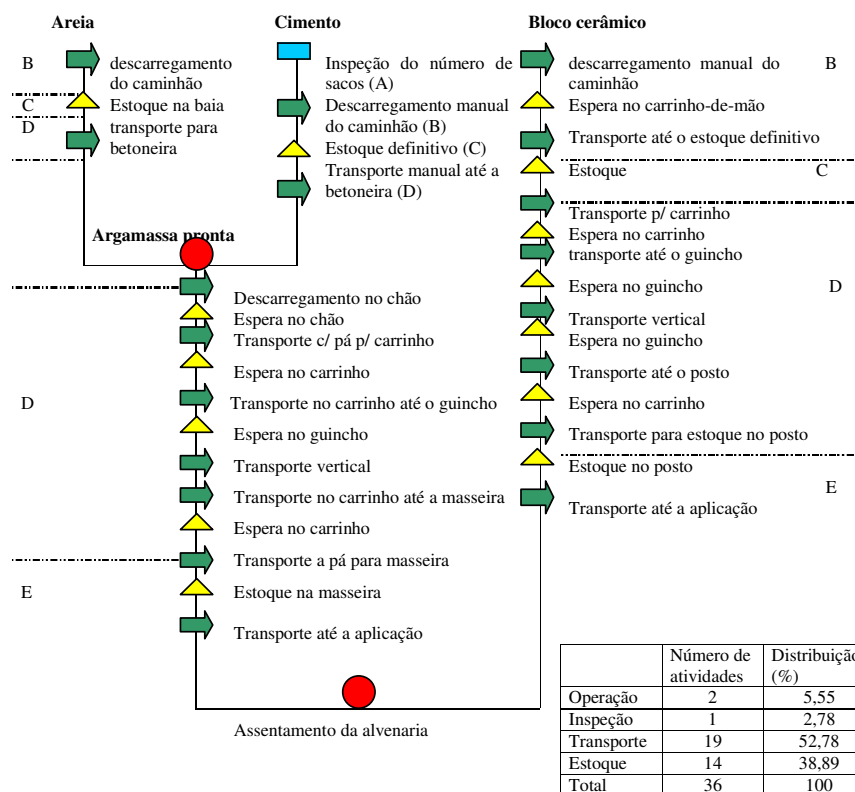 Areia
B
descarregamento
do caminhão
C
Estoque na baia
D
transporte para
betoneira
Cimento
Inspeção do número de
sacos (A)
Descarregamento manual
do caminhão (B)
Estoque definitivo (C)
Transporte manual até a
betoneira (D)
Argamassa pronta
Descarregamento no chão
Espera no chão
Transporte c/ pá p/ carrinho
Espera no carrinho
D
Transporte no carrinho até o guincho
Espera no guincho
Transporte vertical
Transporte no carrinho até a masseira
Espera no carrinho
Transporte a pá para masseira
E
Estoque na masseira
Transporte até a aplicação
Bloco cerâmico
descarregamento manual do
caminhão
B
Espera no carrinho-de-mão
Transporte até o estoque definitivo
Estoque
C
Transporte p/ carrinho
Espera no carrinho
transporte até o guincho
Espera no guincho
D
Transporte vertical
Espera no guincho
Transporte até o posto
Espera no carrinho
Transporte para estoque no posto
Estoque no posto
E
Transporte até a aplicação
Assentamento da alvenaria
Número de atividades Distribuição (%)
Operação 2 5,55
Inspeção 1 2,78
Transporte 19 52,78
Estoque 14 38,89
Total 36 100